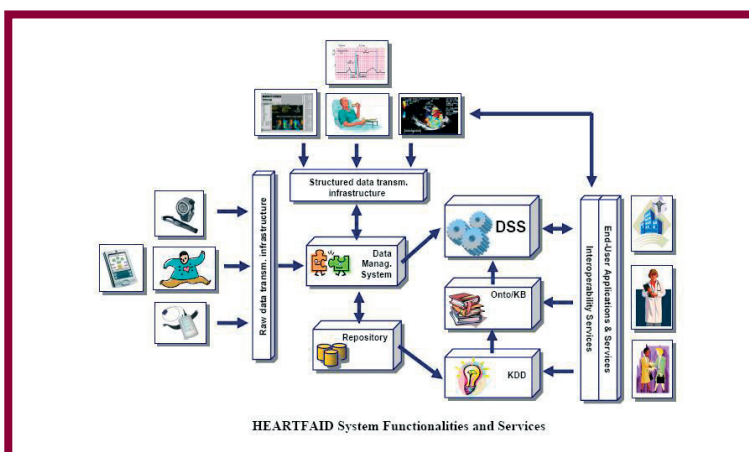 Structured data transm.
infrastructure
Raw data transm. infrastructure
Data
Manag.
System
DSS
Onto/KB
Repository
KDD
Interoperability Services
End-User Applications & Services
HEARTFAID System Functionalities and Services